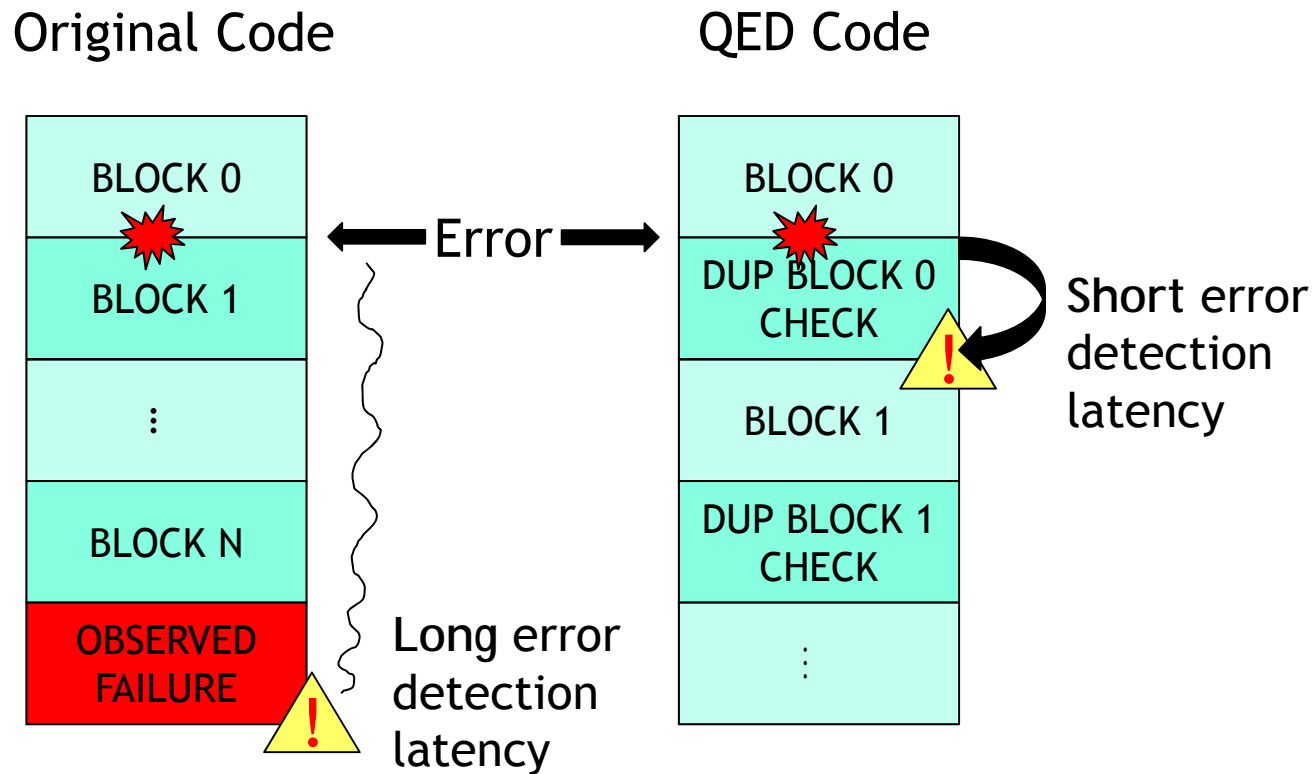 Original Code
QED Code
BLOCK 0
BLOCK 1
⋮
BLOCK N
OBSERVED
FAILURE
!
Error
Long error
detection
latency
BLOCK 0
DUP BLOCK 0
CHECK
!
BLOCK 1
DUP BLOCK 1
CHECK
⋮
Short error
detection
latency